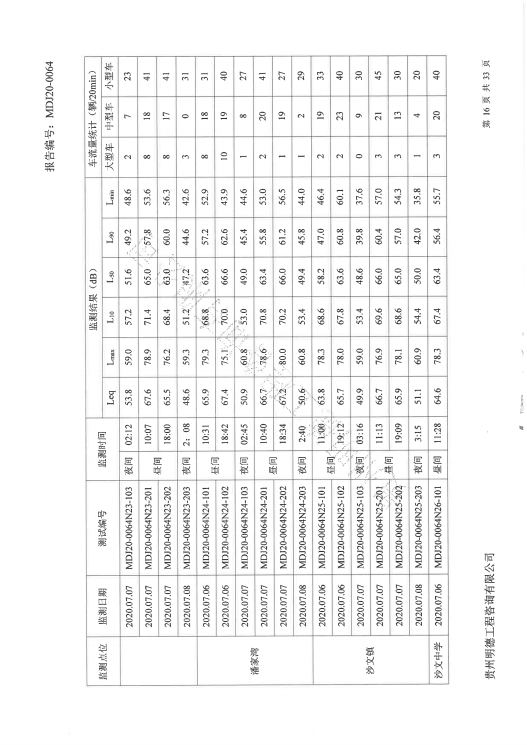 报告编号：MDJ20-0064
监测点位 监测日期 测试编号 监测时间 监测结果（dB） 车流量统计（辆/20min）
Leq Lmax L10 L50 L90 Lmin 大型车 中型车 小型车
2020.07.07 MDJ20-0064N23-103 夜间 02:12 53.8 59.0 57.2 51.6 49.2 48.6 2 7 23
2020.07.07 MDJ20-0064N23-201 昼间 10:07 67.6 78.9 71.4 65.0 57.8 53.6 8 18 41
2020.07.07 MDJ20-0064N23-202 18:00 65.5 76.2 68.4 63.0 60.0 56.3 8 17 41
2020.07.08 MDJ20-0064N23-203 夜间 2：08 48.6 59.3 51.2 47.2 44.6 42.6 3 0 31
潘家湾 2020.07.06 MDJ20-0064N24-101 昼间 10:31 65.9 79.3 68.8 63.6 57.2 52.9 8 18 31
2020.07.06 MDJ20-0064N24-102 18:42 67.4 75.1 70.0 66.6 62.6 43.9 10 19 40
2020.07.07 MDJ20-0064N24-103 夜间 02:45 50.9 60.8 53.0 49.0 45.4 44.6 1 8 27
2020.07.07 MDJ20-0064N24-201 昼间 10:40 66.7 78.6 70.8 63.4 55.8 53.0 2 20 41
2020.07.07 MDJ20-0064N24-202 18:34 67.2 80.0 70.2 66.0 61.2 56.5 1 19 27
2020.07.08 MDJ20-0064N24-203 夜间 2:40 50.6 60.8 53.4 49.4 45.8 44.0 1 2 29
沙文镇 2020.07.06 MDJ20-0064N25-101 昼间 11:00 63.8 78.3 68.6 58.2 47.0 46.4 2 19 33
2020.07.06 MDJ20-0064N25-102 19:12 65.7 78.0 67.8 63.6 60.8 60.1 2 23 40
2020.07.07 MDJ20-0064N25-103 夜间 03:16 49.9 59.0 53.4 48.6 39.8 37.6 0 9 30
2020.07.07 MDJ20-0064N25-201 昼间 11:13 66.7 76.9 69.6 66.0 60.4 57.0 3 21 45
2020.07.07 MDJ20-0064N25-202 19:09 65.9 78.1 68.6 65.0 57.0 54.3 3 13 30
2020.07.08 MDJ20-0064N25-203 夜间 3:15 51.1 60.9 54.4 50.0 42.0 35.8 1 4 20
沙文中学 2020.07.06 MDJ20-0064N26-101 昼间 11:28 64.6 78.3 67.4 63.4 56.4 55.7 3 20 40
贵州明德工程咨询有限公司 第 16 页 共 33 页